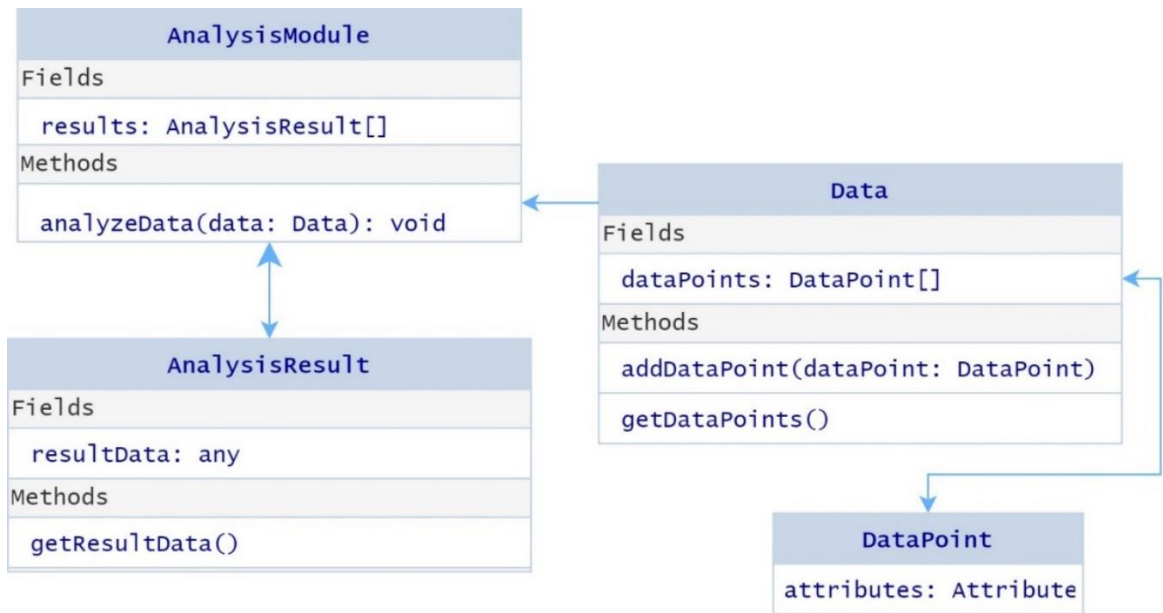 AnalysisModule
Fields
results: AnalysisResult[]
Methods
analyzeData(data: Data): void
AnalysisResult
Fields
resultData: any
Methods
getResultData()
Data
Fields
dataPoints: DataPoint[]
Methods
addDataPoint(dataPoint: DataPoint)
getDataPoints()
DataPoint
attributes: Attribute